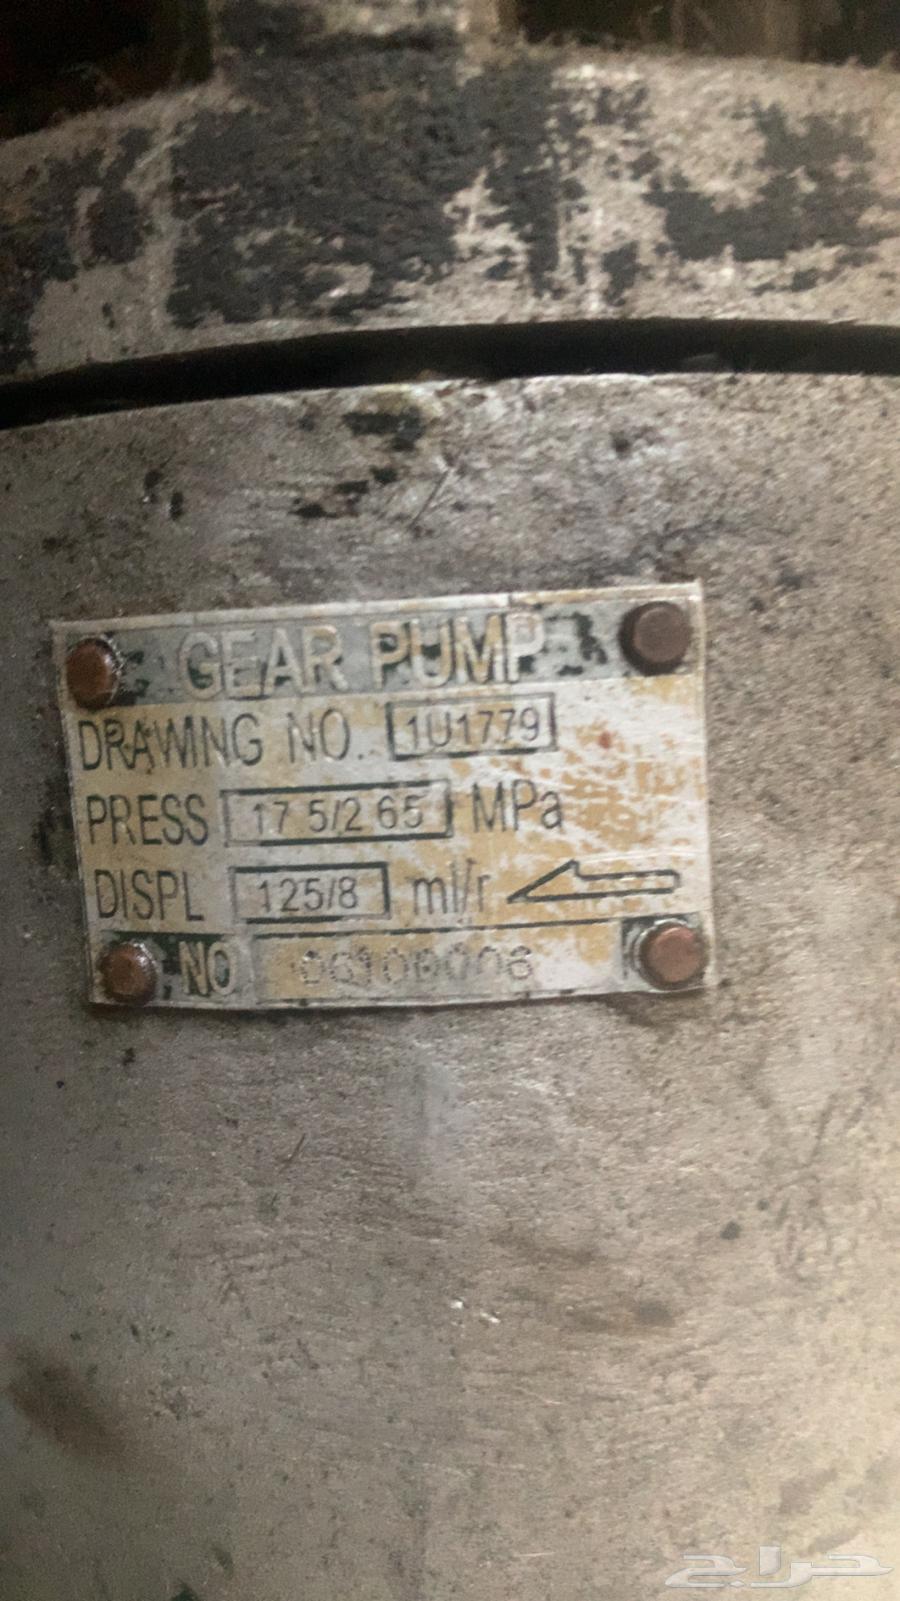 GEAR PUMP
DRAWING NO. 1U1779
PRESS 17 5/2 65 MPa
DISPL 125/8 ml/r
NO
حراج